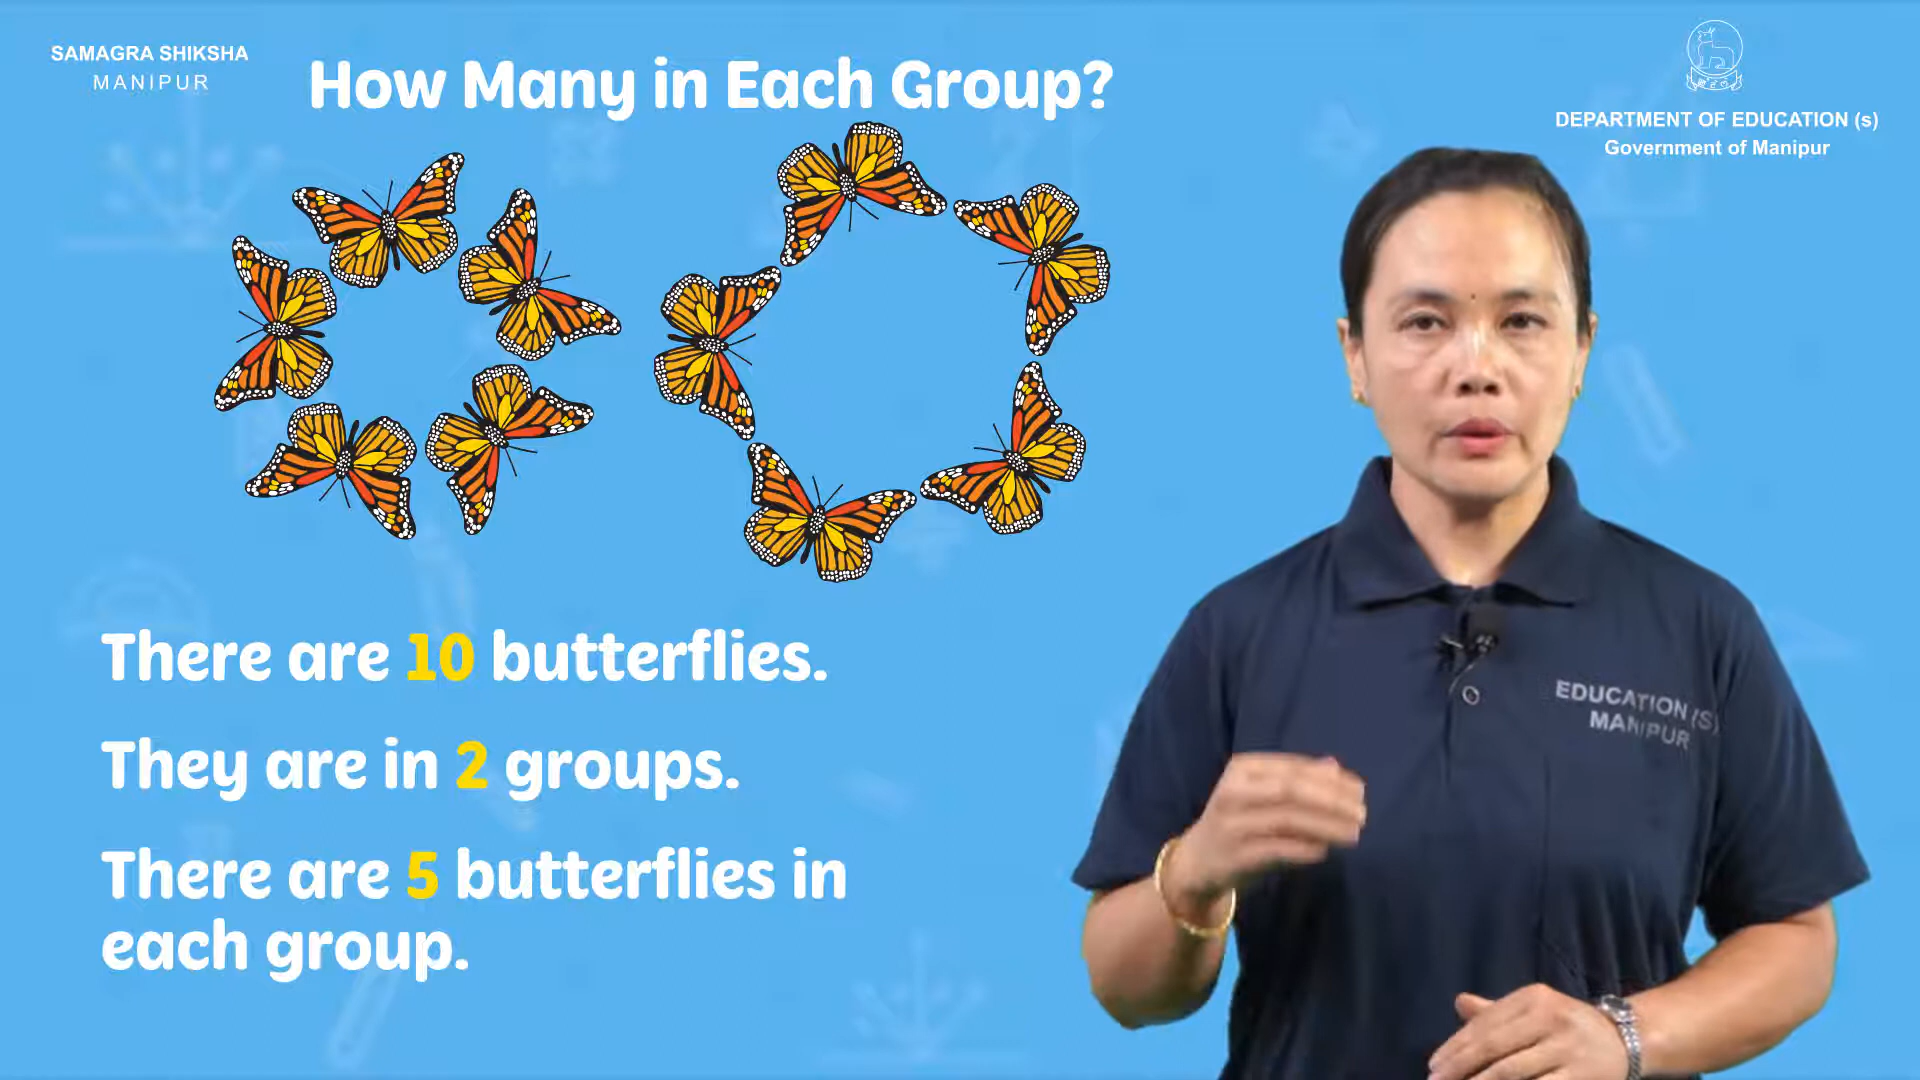 SAMAGRA SHIKSHA
MANIPUR
How Many in Each Group?
DEPARTMENT OF EDUCATION (s)
Government of Manipur
There are 10 butterflies.
They are in 2 groups.
There are 5 butterflies in
each group.
EDUCATION (S)
MANIPUR